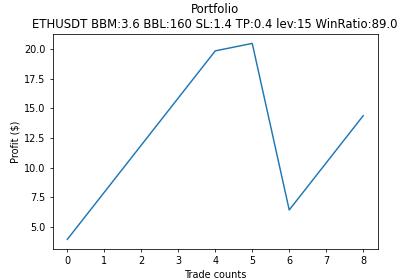 Portfolio
ETHUSDT BBM:3.6 BBL:160 SL:1.4 TP:0.4 lev:15 WinRatio:89.0
20.0
17.5
15.0
12.5
10.0
7.5
5.0
Profit ($)
0 1 2 3 4 5 6 7 8
Trade counts